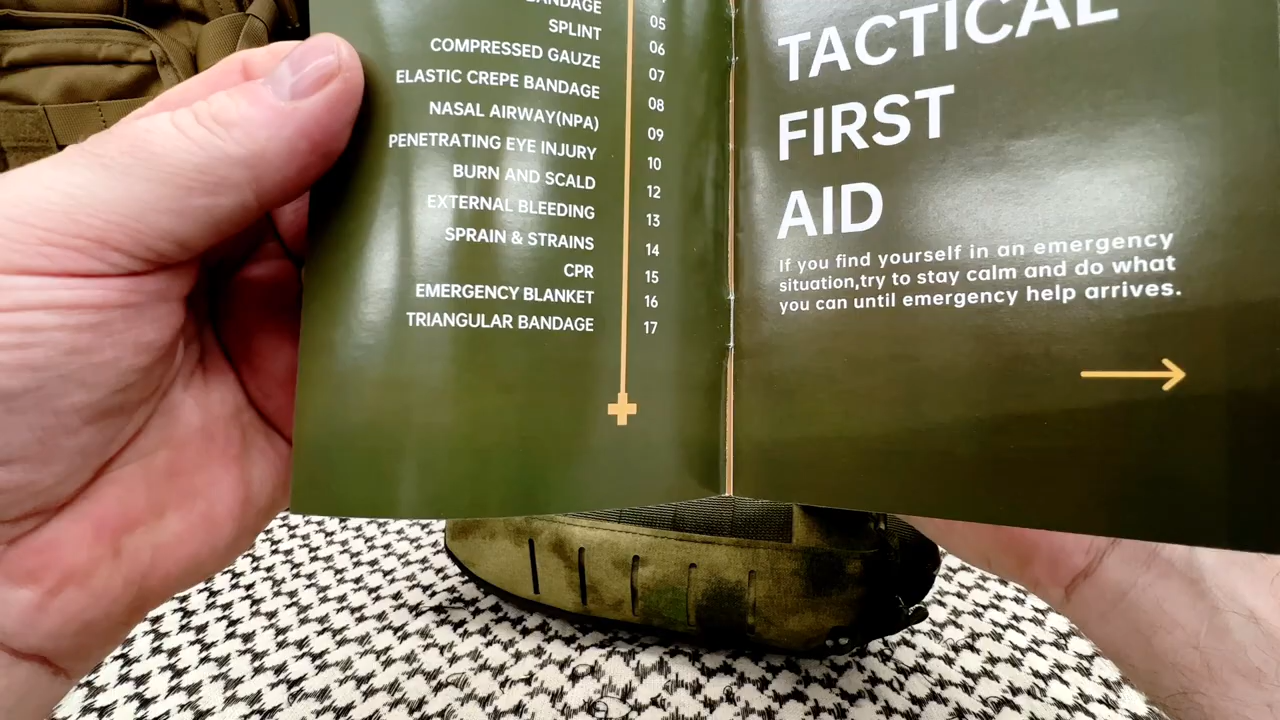 BANDAGE
SPLINT 05
COMPRESSED GAUZE 06
ELASTIC CREPE BANDAGE 07
NASAL AIRWAY(NPA) 08
PENETRATING EYE INJURY 09
BURN AND SCALD 10
EXTERNAL BLEEDING 12
SPRAIN & STRAINS 13
CPR 14
EMERGENCY BLANKET 15
TRIANGULAR BANDAGE 16
17
TACTICAL
FIRST
AID
If you find yourself in an emergency
situation,try to stay calm and do what
you can until emergency help arrives.